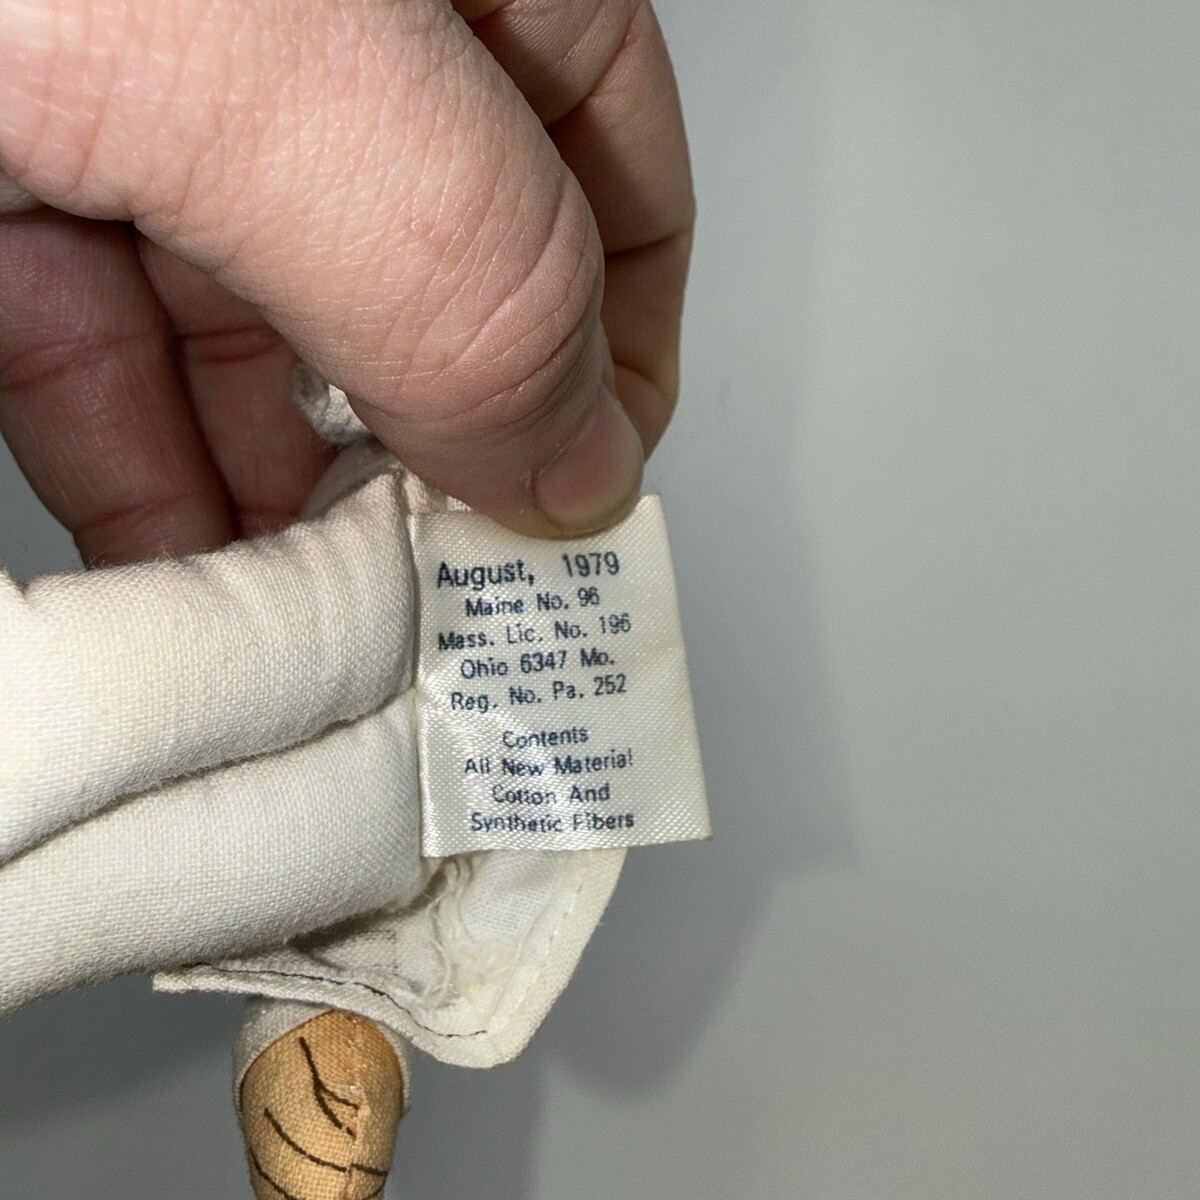 August, 1979
Maine No. 96
Mass. Lic. No. 196
Ohio 6347 Mo.
Reg. No. Pa. 252
Contents
All New Material
Cotton And
Synthetic Fibers